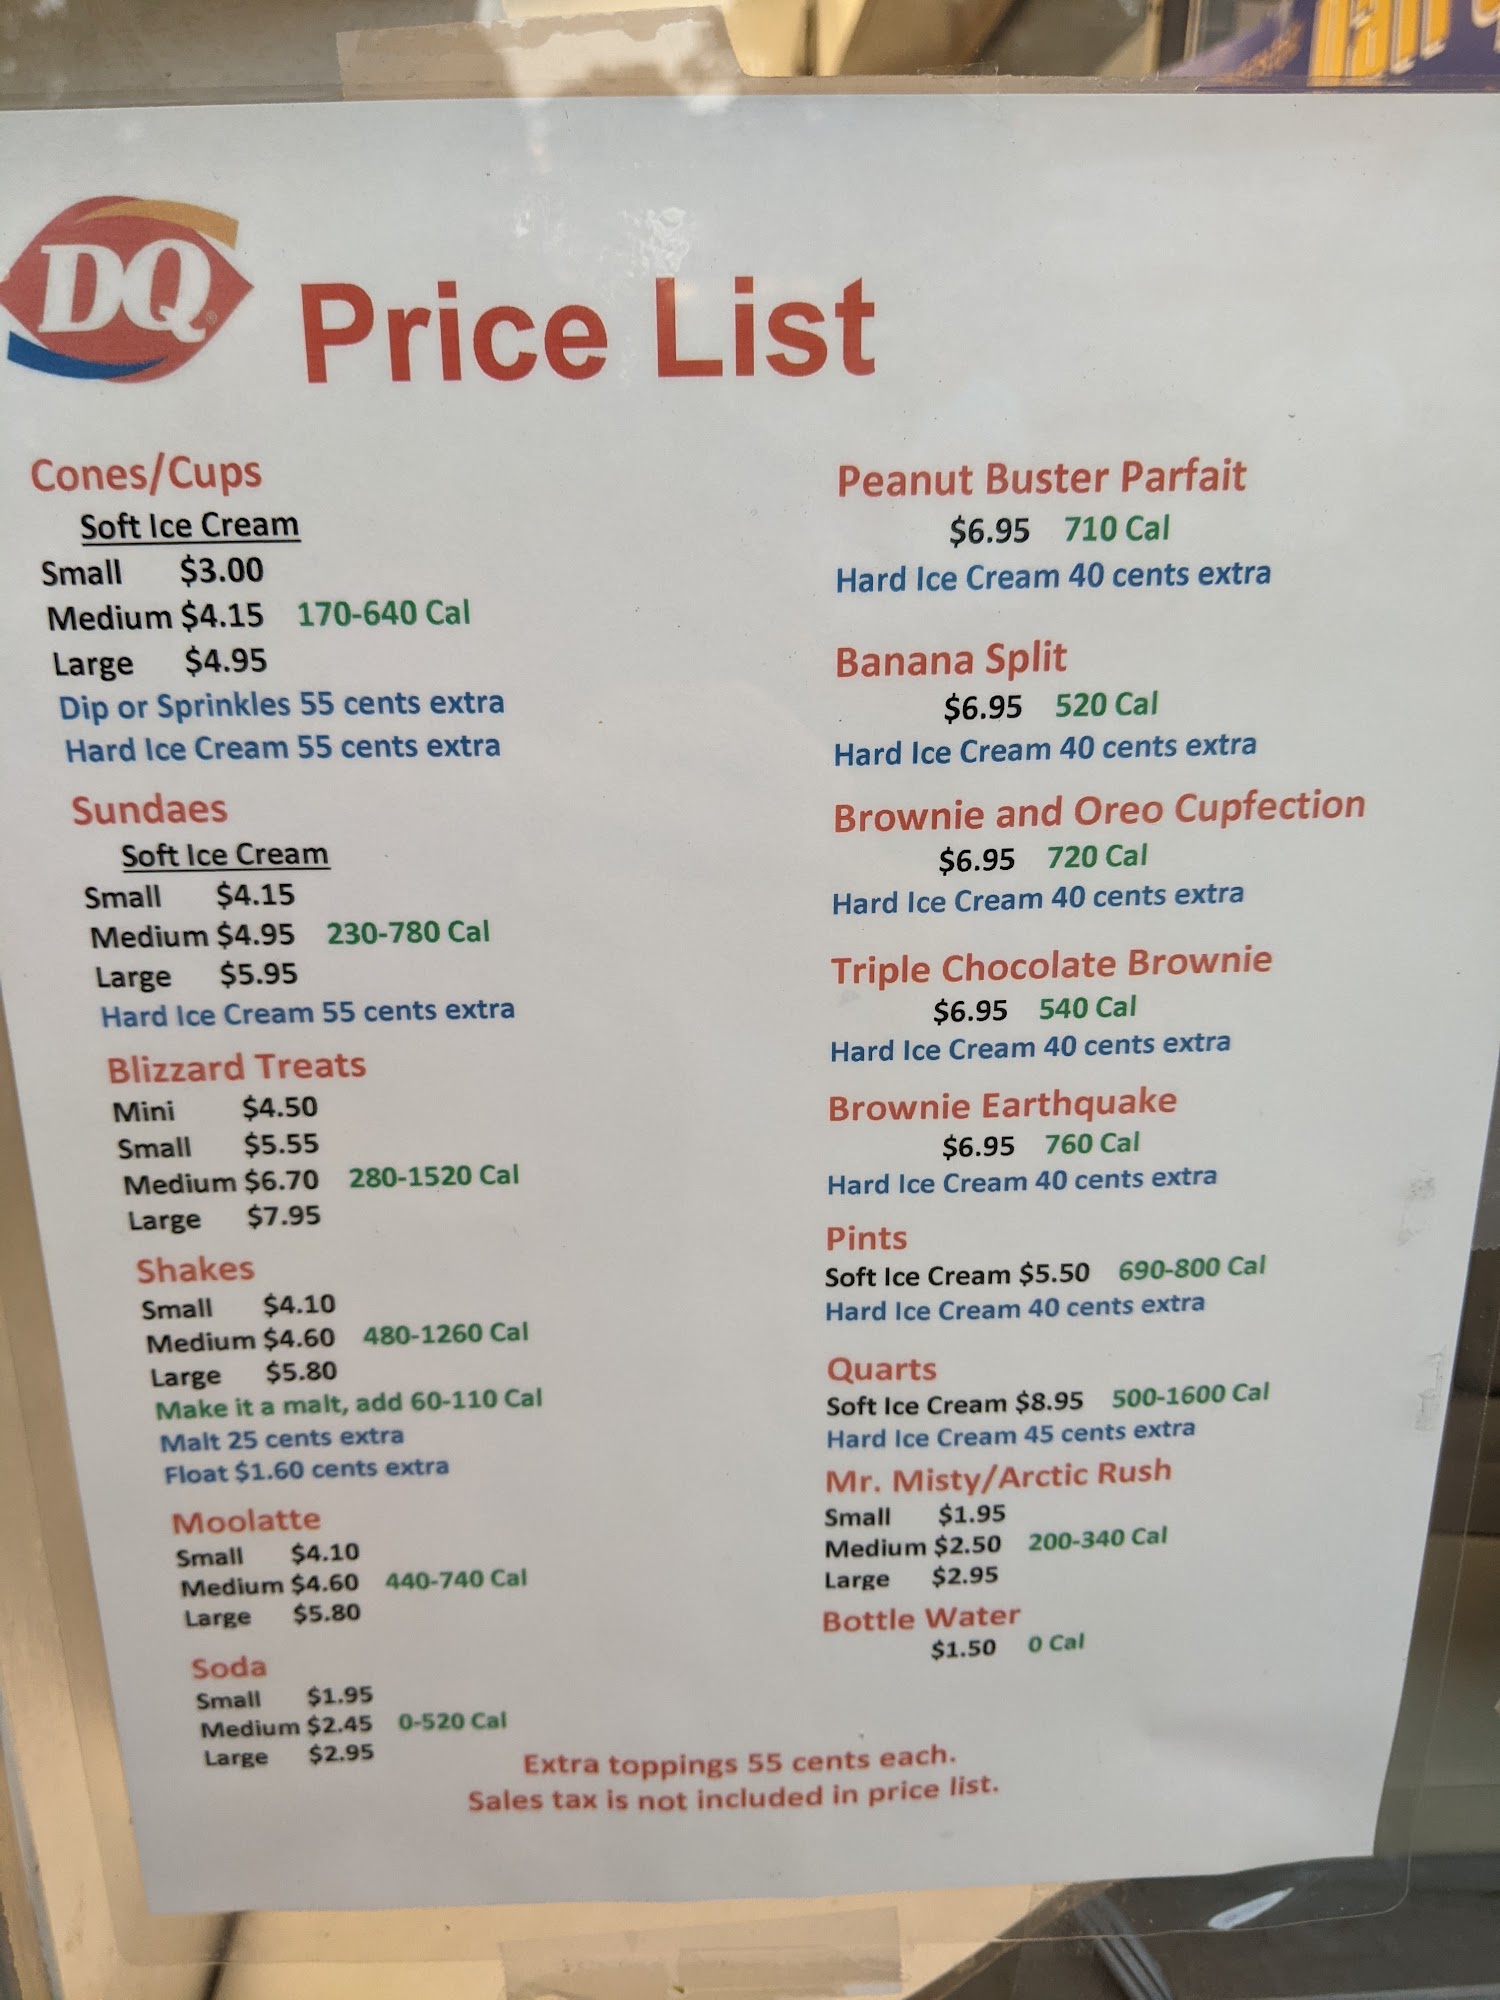 DQ
Price List
Cones/Cups
Soft Ice Cream
Small $3.00
Medium $4.15 170-640 Cal
Large $4.95
Dip or Sprinkles 55 cents extra
Hard Ice Cream 55 cents extra
Sundaes
Soft Ice Cream
Small $4.15
Medium $4.95 230-780 Cal
Large $5.95
Hard Ice Cream 55 cents extra
Blizzard Treats
Mini $4.50
Small $5.55
Medium $6.70 280-1520 Cal
Large $7.95
Shakes
Small $4.10
Medium $4.60 480-1260 Cal
Large $5.80
Make it a malt, add 60-110 Cal
Malt 25 cents extra
Float $1.60 cents extra
Moolatte
Small $4.10
Medium $4.60 440-740 Cal
Large $5.80
Soda
Small $1.95
Medium $2.45 0-520 Cal
Large $2.95
Peanut Buster Parfait
$6.95 710 Cal
Hard Ice Cream 40 cents extra
Banana Split
$6.95 520 Cal
Hard Ice Cream 40 cents extra
Brownie and Oreo Cupfection
$6.95 720 Cal
Hard Ice Cream 40 cents extra
Triple Chocolate Brownie
$6.95 540 Cal
Hard Ice Cream 40 cents extra
Brownie Earthquake
$6.95 760 Cal
Hard Ice Cream 40 cents extra
Pints
Soft Ice Cream $5.50 690-800 Cal
Hard Ice Cream 40 cents extra
Quarts
Soft Ice Cream $8.95 500-1600 Cal
Hard Ice Cream 45 cents extra
Mr. Misty/Arctic Rush
Small $1.95
Medium $2.50 200-340 Cal
Large $2.95
Bottle Water
$1.50 0 Cal
Extra toppings 55 cents each.
Sales tax is not included in price list.